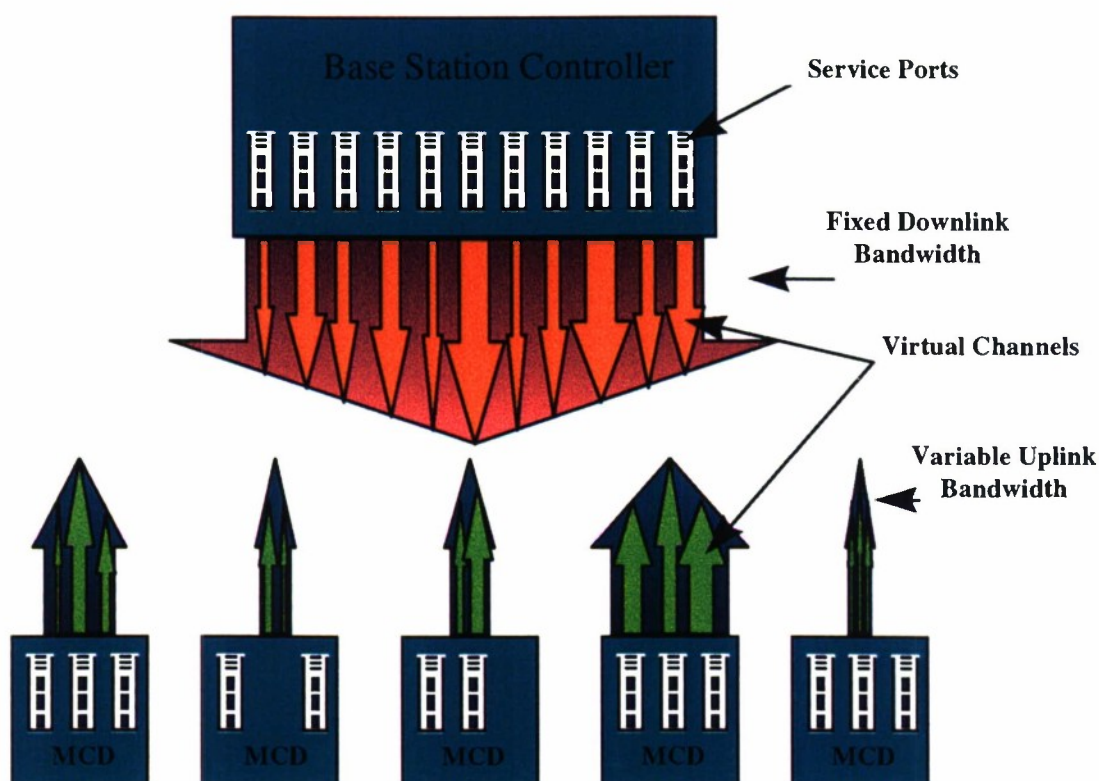 Base Station Controller
Service Ports
Fixed Downlink
Bandwidth
Virtual Channels
Variable Uplink
Bandwidth
MCD
MCD
MCD
MCD
MCD